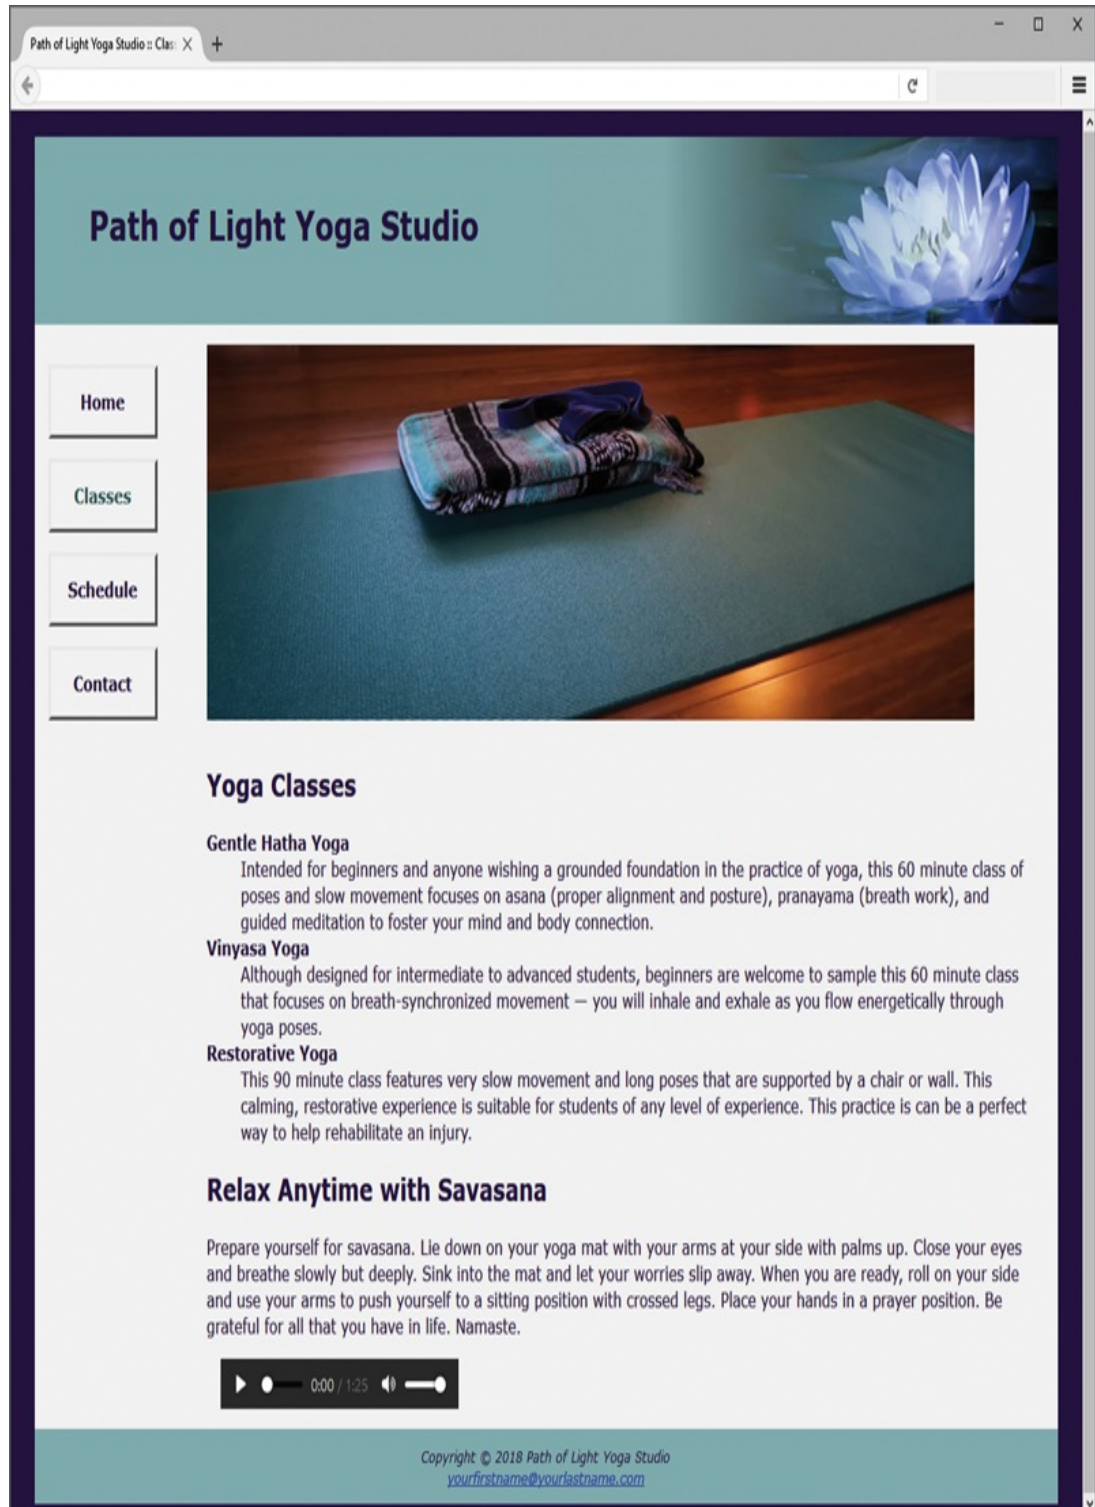 Path of Light Yoga Studio :: Clas
Path of Light Yoga Studio
Home
Classes
Schedule
Contact
Yoga Classes
Gentle Hatha Yoga
Intended for beginners and anyone wishing a grounded foundation in the practice of yoga, this 60 minute class of
poses and slow movement focuses on asana (proper alignment and posture), pranayama (breath work), and
guided meditation to foster your mind and body connection.
Vinyasa Yoga
Although designed for intermediate to advanced students, beginners are welcome to sample this 60 minute class
that focuses on breath-synchronized movement — you will inhale and exhale as you flow energetically through
yoga poses.
Restorative Yoga
This 90 minute class features very slow movement and long poses that are supported by a chair or wall. This
calming, restorative experience is suitable for students of any level of experience. This practice is can be a perfect
way to help rehabilitate an injury.
Relax Anytime with Savasana
Prepare yourself for savasana. Lie down on your yoga mat with your arms at your side with palms up. Close your eyes
and breathe slowly but deeply. Sink into the mat and let your worries slip away. When you are ready, roll on your side
and use your arms to push yourself to a sitting position with crossed legs. Place your hands in a prayer position. Be
grateful for all that you have in life. Namaste.
0:00 / 1:25
Copyright © 2018 Path of Light Yoga Studio
yourfirstname@yourlastname.com